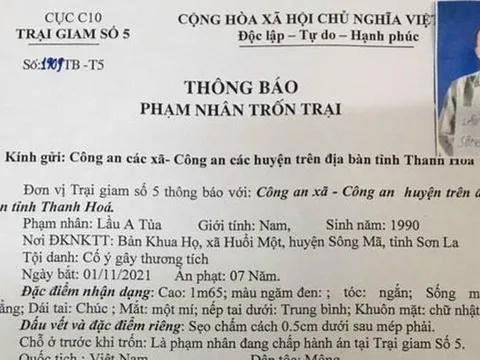 CỤC C10
TRẠI GIAM SỐ 5
Số:1909TB -T5
CỘNG HÒA XÃ HỘI CHỦ NGHĨA VIỆT
Độc lập – Tự do – Hạnh phúc
THÔNG BÁO
PHẠM NHÂN TRỐN TRẠI
Kính gửi: Công an các xã- Công an các huyện trên địa bàn tỉnh Thanh Hoá
Đơn vị Trại giam số 5 thông báo với: Công an xã - Công an huyện trên đ
n tỉnh Thanh Hoá.
Phạm nhân: Lầu A Tùa Giới tính: Nam, Sinh năm: 1990
Nơi ĐKNKTT: Bản Khua Họ, xã Huổi Một, huyện Sông Mã, tỉnh Sơn La
Tội danh: Cố ý gây thương tích
Ngày bắt: 01/11/2021 Án phạt: 07 Năm.
Đặc điểm nhận dạng: Cao: 1m65; màu ngăm đen: ; tóc: ngắn; Sống m
ẳng; Dái tai: Chúc ; Mắt: một mí; nếp tai dưới: Trung bình; Khuôn mặt: chữ nhật
Dấu vết và đặc điểm riêng: Sẹo chấm cách 0.5cm dưới sau mép phải.
Chỗ ở trước khi trốn: Là phạm nhân đang chấp hành án tại Trại giam Số 5.
Quốc tịch: Việt Nam Dân tộc: Mông